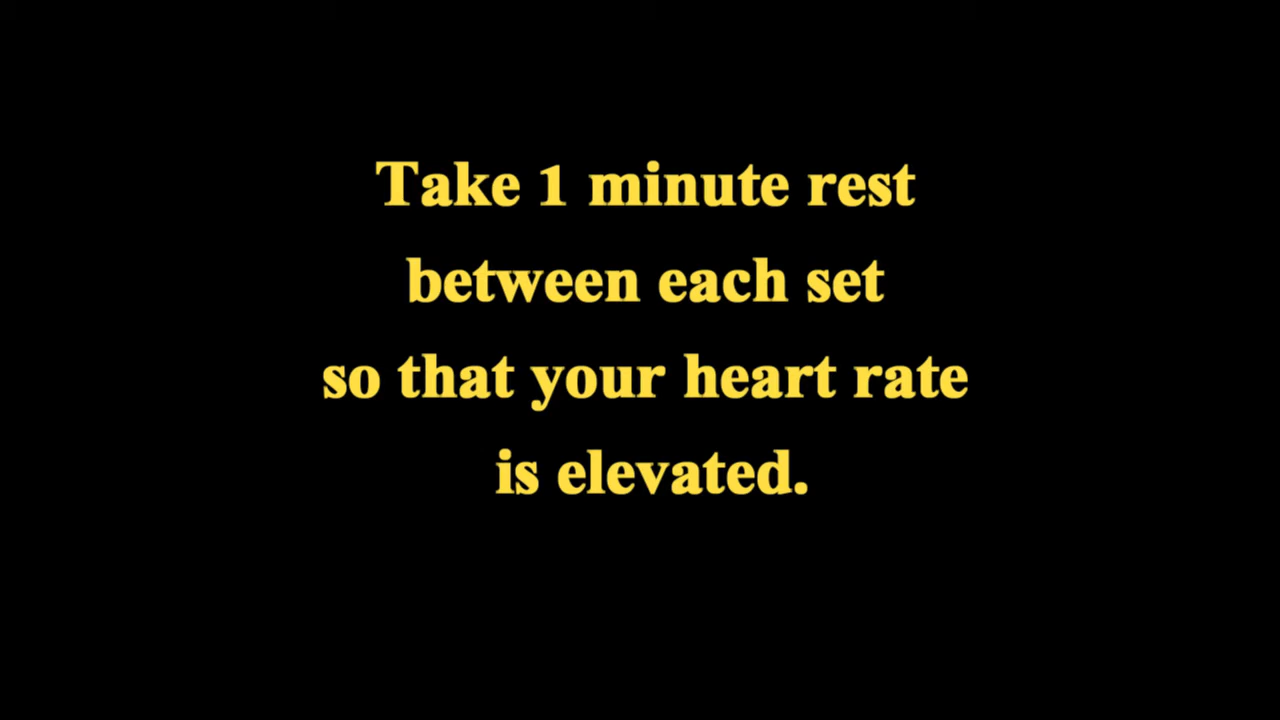 Take 1 minute rest
between each set
so that your heart rate
is elevated.